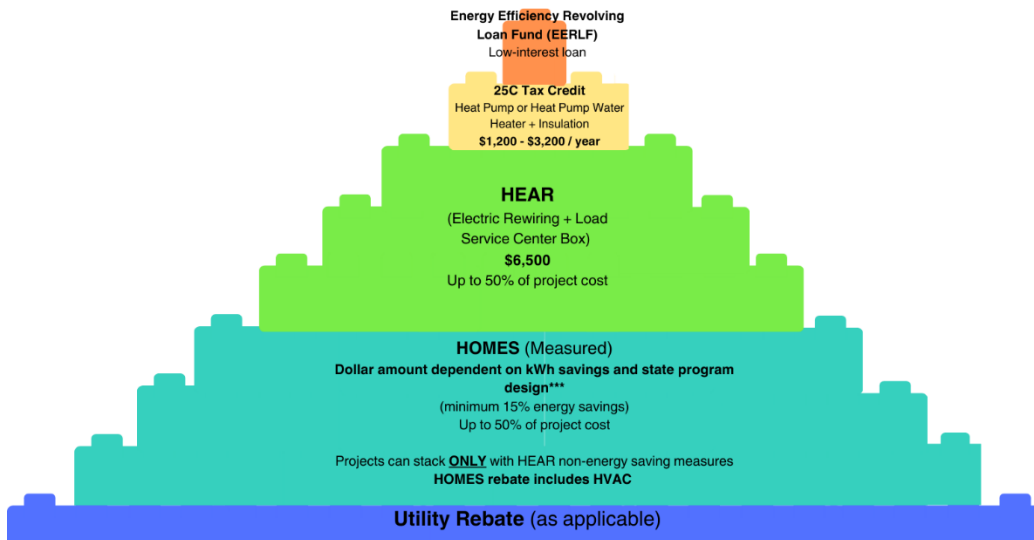 Energy Efficiency Revolving
Loan Fund (EERLF)
Low-interest loan
25C Tax Credit
Heat Pump or Heat Pump Water
Heater + Insulation
$1,200 - $3,200 / year
HEAR
(Electric Rewiring + Load
Service Center Box)
$6,500
Up to 50% of project cost
HOMES (Measured)
Dollar amount dependent on kWh savings and state program
design***
(minimum 15% energy savings)
Up to 50% of project cost
Projects can stack ONLY with HEAR non-energy saving measures
HOMES rebate includes HVAC
Utility Rebate (as applicable)